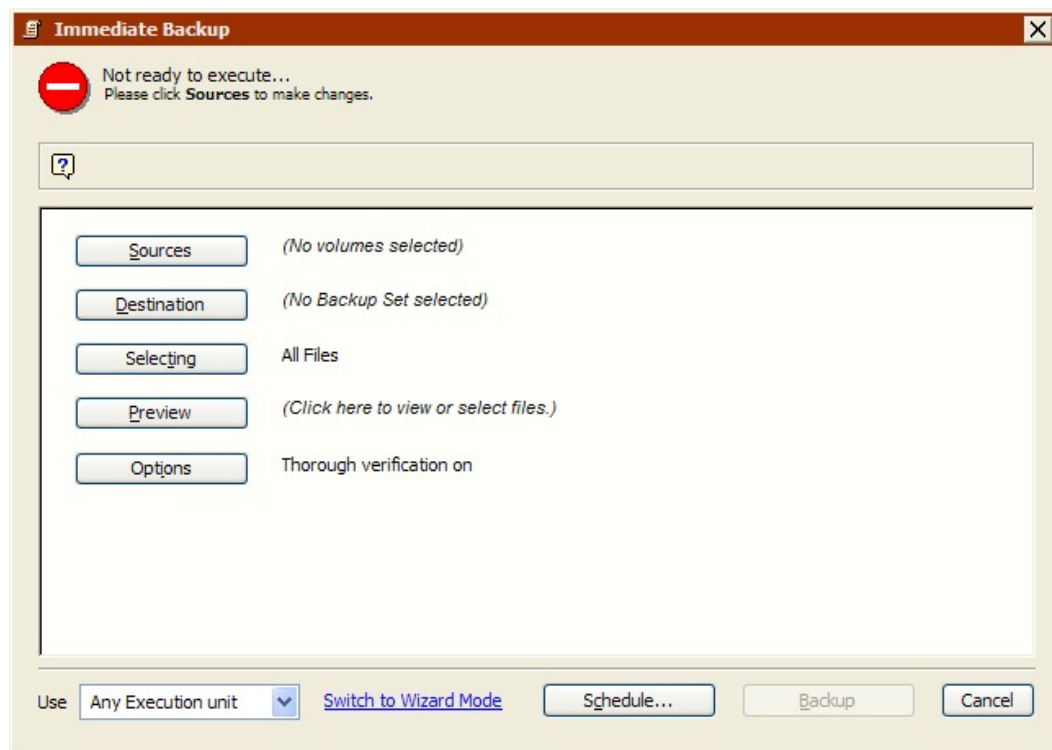 Immediate Backup
Not ready to execute...
Please click Sources to make changes.
?
Sources (No volumes selected)
Destination (No Backup Set selected)
Selecting All Files
Preview (Click here to view or select files.)
Options Thorough verification on
Use Any Execution unit Switch to Wizard Mode Schedule... Backup Cancel